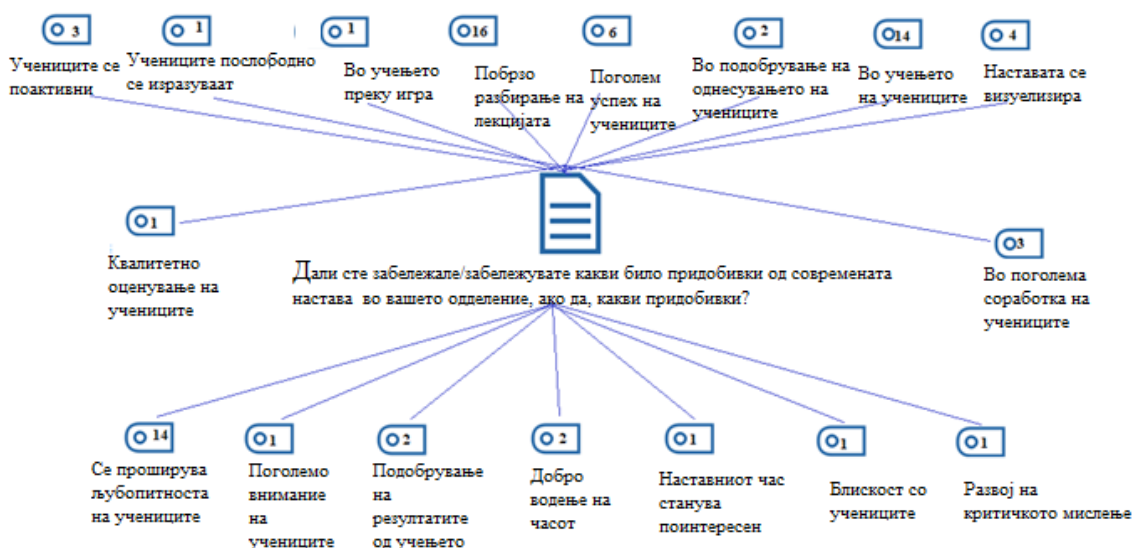 3
Учениците се
поактивни
1
Учениците послободно
се изразуваат
1
Во учењето
преку игра
16
Побрзо
разбирање на
лекцијата
6
Поголем
успех на
учениците
2
Во подобрување на
однесувањето на
учениците
14
Во учењето
на учениците
4
Наставата се
визуелизира
1
Квалитетно
оценување на
учениците
Дали сте забележале/забележувате какви било придобивки од современата
настава во вашето одделение, ако да, какви придобивки?
3
Во поголема
соработка на
учениците
14
Се проширува
љубопитноста
на учениците
1
Поголемо
внимание
на
учениците
2
Подобрување
на
резултатите
од учењето
2
Добро
водење на
часот
1
Наставниот час
станува
поинтересен
1
Блискост со
учениците
1
Развој на
критичкото мислење